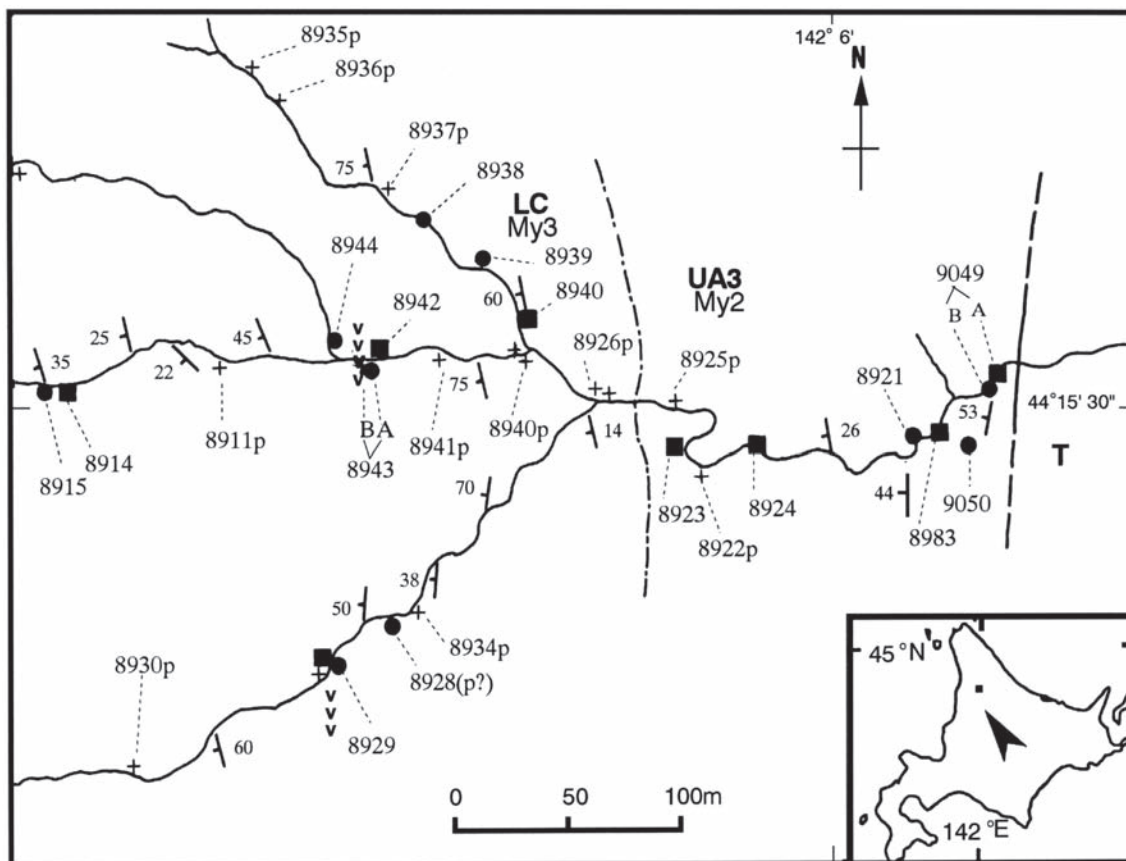 142° 6'
N
8935p
8936p
8937p
75
8938
LC
My3
8939
8944
8942
60
8940
UA3
My2
9049
B A
25
45
35
22
8926p
8925p
8921
44°15' 30"
53
75
14
26
T
8914
8911p
B A
8943
8941p
8940p
8915
70
8923
8924
44
9050
8922p
8983
38
50
8934p
8930p
8928(p?)
v
v
v
v
v
v
v
60
8929
0 50 100m
45 °N
142 °E